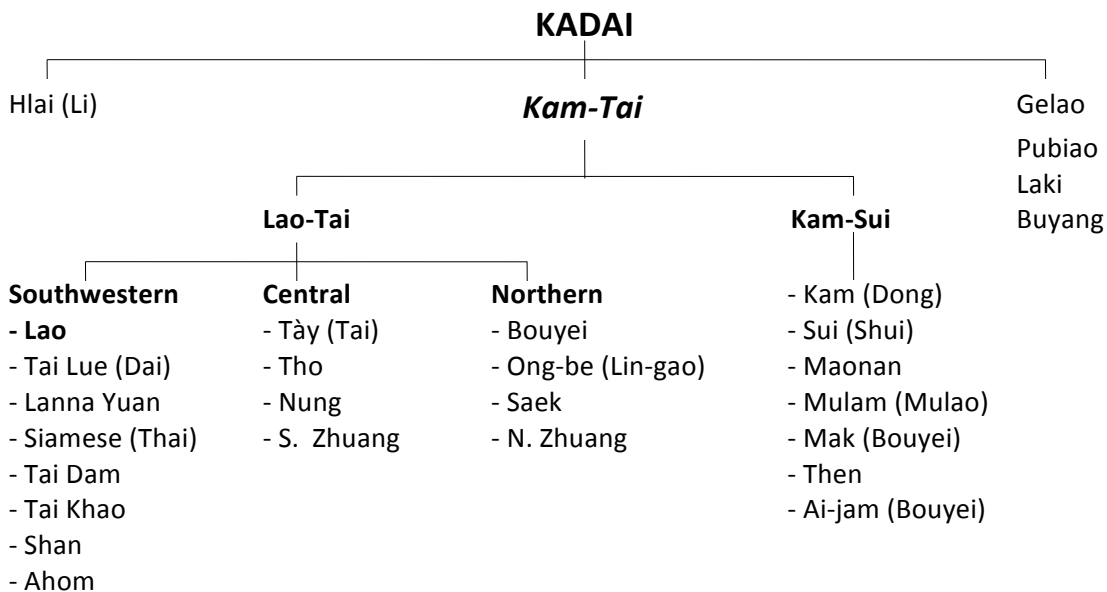 KADAI
Hlai (Li)
Kam-Tai
Gelao
Pubiao
Laki
Buyang
Lao-Tai
Kam-Sui
Southwestern
- Lao
- Tai Lue (Dai)
- Lanna Yuan
- Siamese (Thai)
- Tai Dam
- Tai Khao
- Shan
- Ahom
Central
- Tày (Tai)
- Tho
- Nung
- S. Zhuang
Northern
- Bouyei
- Ong-be (Lin-gao)
- Saek
- N. Zhuang
- Kam (Dong)
- Sui (Shui)
- Maonan
- Mulam (Mulao)
- Mak (Bouyei)
- Then
- Ai-jam (Bouyei)